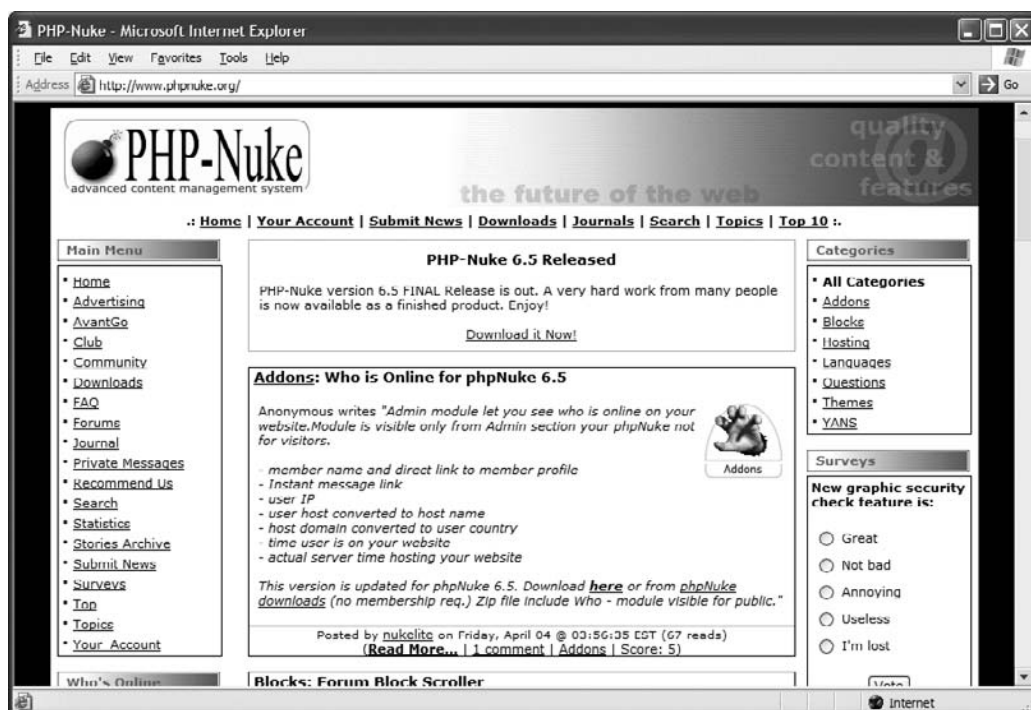 PHP-Nuke - Microsoft Internet Explorer
File Edit View Favorites Tools Help
Address http://www.phpnuke.org/ Go
PHP-Nuke
advanced content management system
the future of the web
quality
content &
features
@
.: Home | Your Account | Submit News | Downloads | Journals | Search | Topics | Top 10 :.
Main Menu
· Home
· Advertising
· AvantGo
· Club
· Community
· Downloads
· FAQ
· Forums
· Journal
· Private Messages
· Recommend Us
· Search
· Statistics
· Stories Archive
· Submit News
· Surveys
· Top
· Topics
· Your Account
Who's Online
PHP-Nuke 6.5 Released
PHP-Nuke version 6.5 FINAL Release is out. A very hard work from many people
is now available as a finished product. Enjoy!
Download it Now!
Addons: Who is Online for phpNuke 6.5
Anonymous writes "Admin module let you see who is online on your
website.Module is visible only from Admin section your phpNuke not
for visitors.
- member name and direct link to member profile
- Instant message link
- user IP
- user host converted to host name
- host domain converted to user country
- time user is on your website
- actual server time hosting your website
This version is updated for phpNuke 6.5. Download here or from phpNuke
downloads (no membership req.) Zip file include Who - module visible for public."
Addons
Posted by nukelite on Friday, April 04 @ 03:56:35 EST (67 reads)
(Read More... | 1 comment | Addons | Score: 5)
Blocks: Forum Block Scroller
Categories
· All Categories
· Addons
· Blocks
· Hosting
· Languages
· Questions
· Themes
· YANS
Surveys
New graphic security
check feature is:
Great
Not bad
Annoying
Useless
I'm lost
Vote
Internet